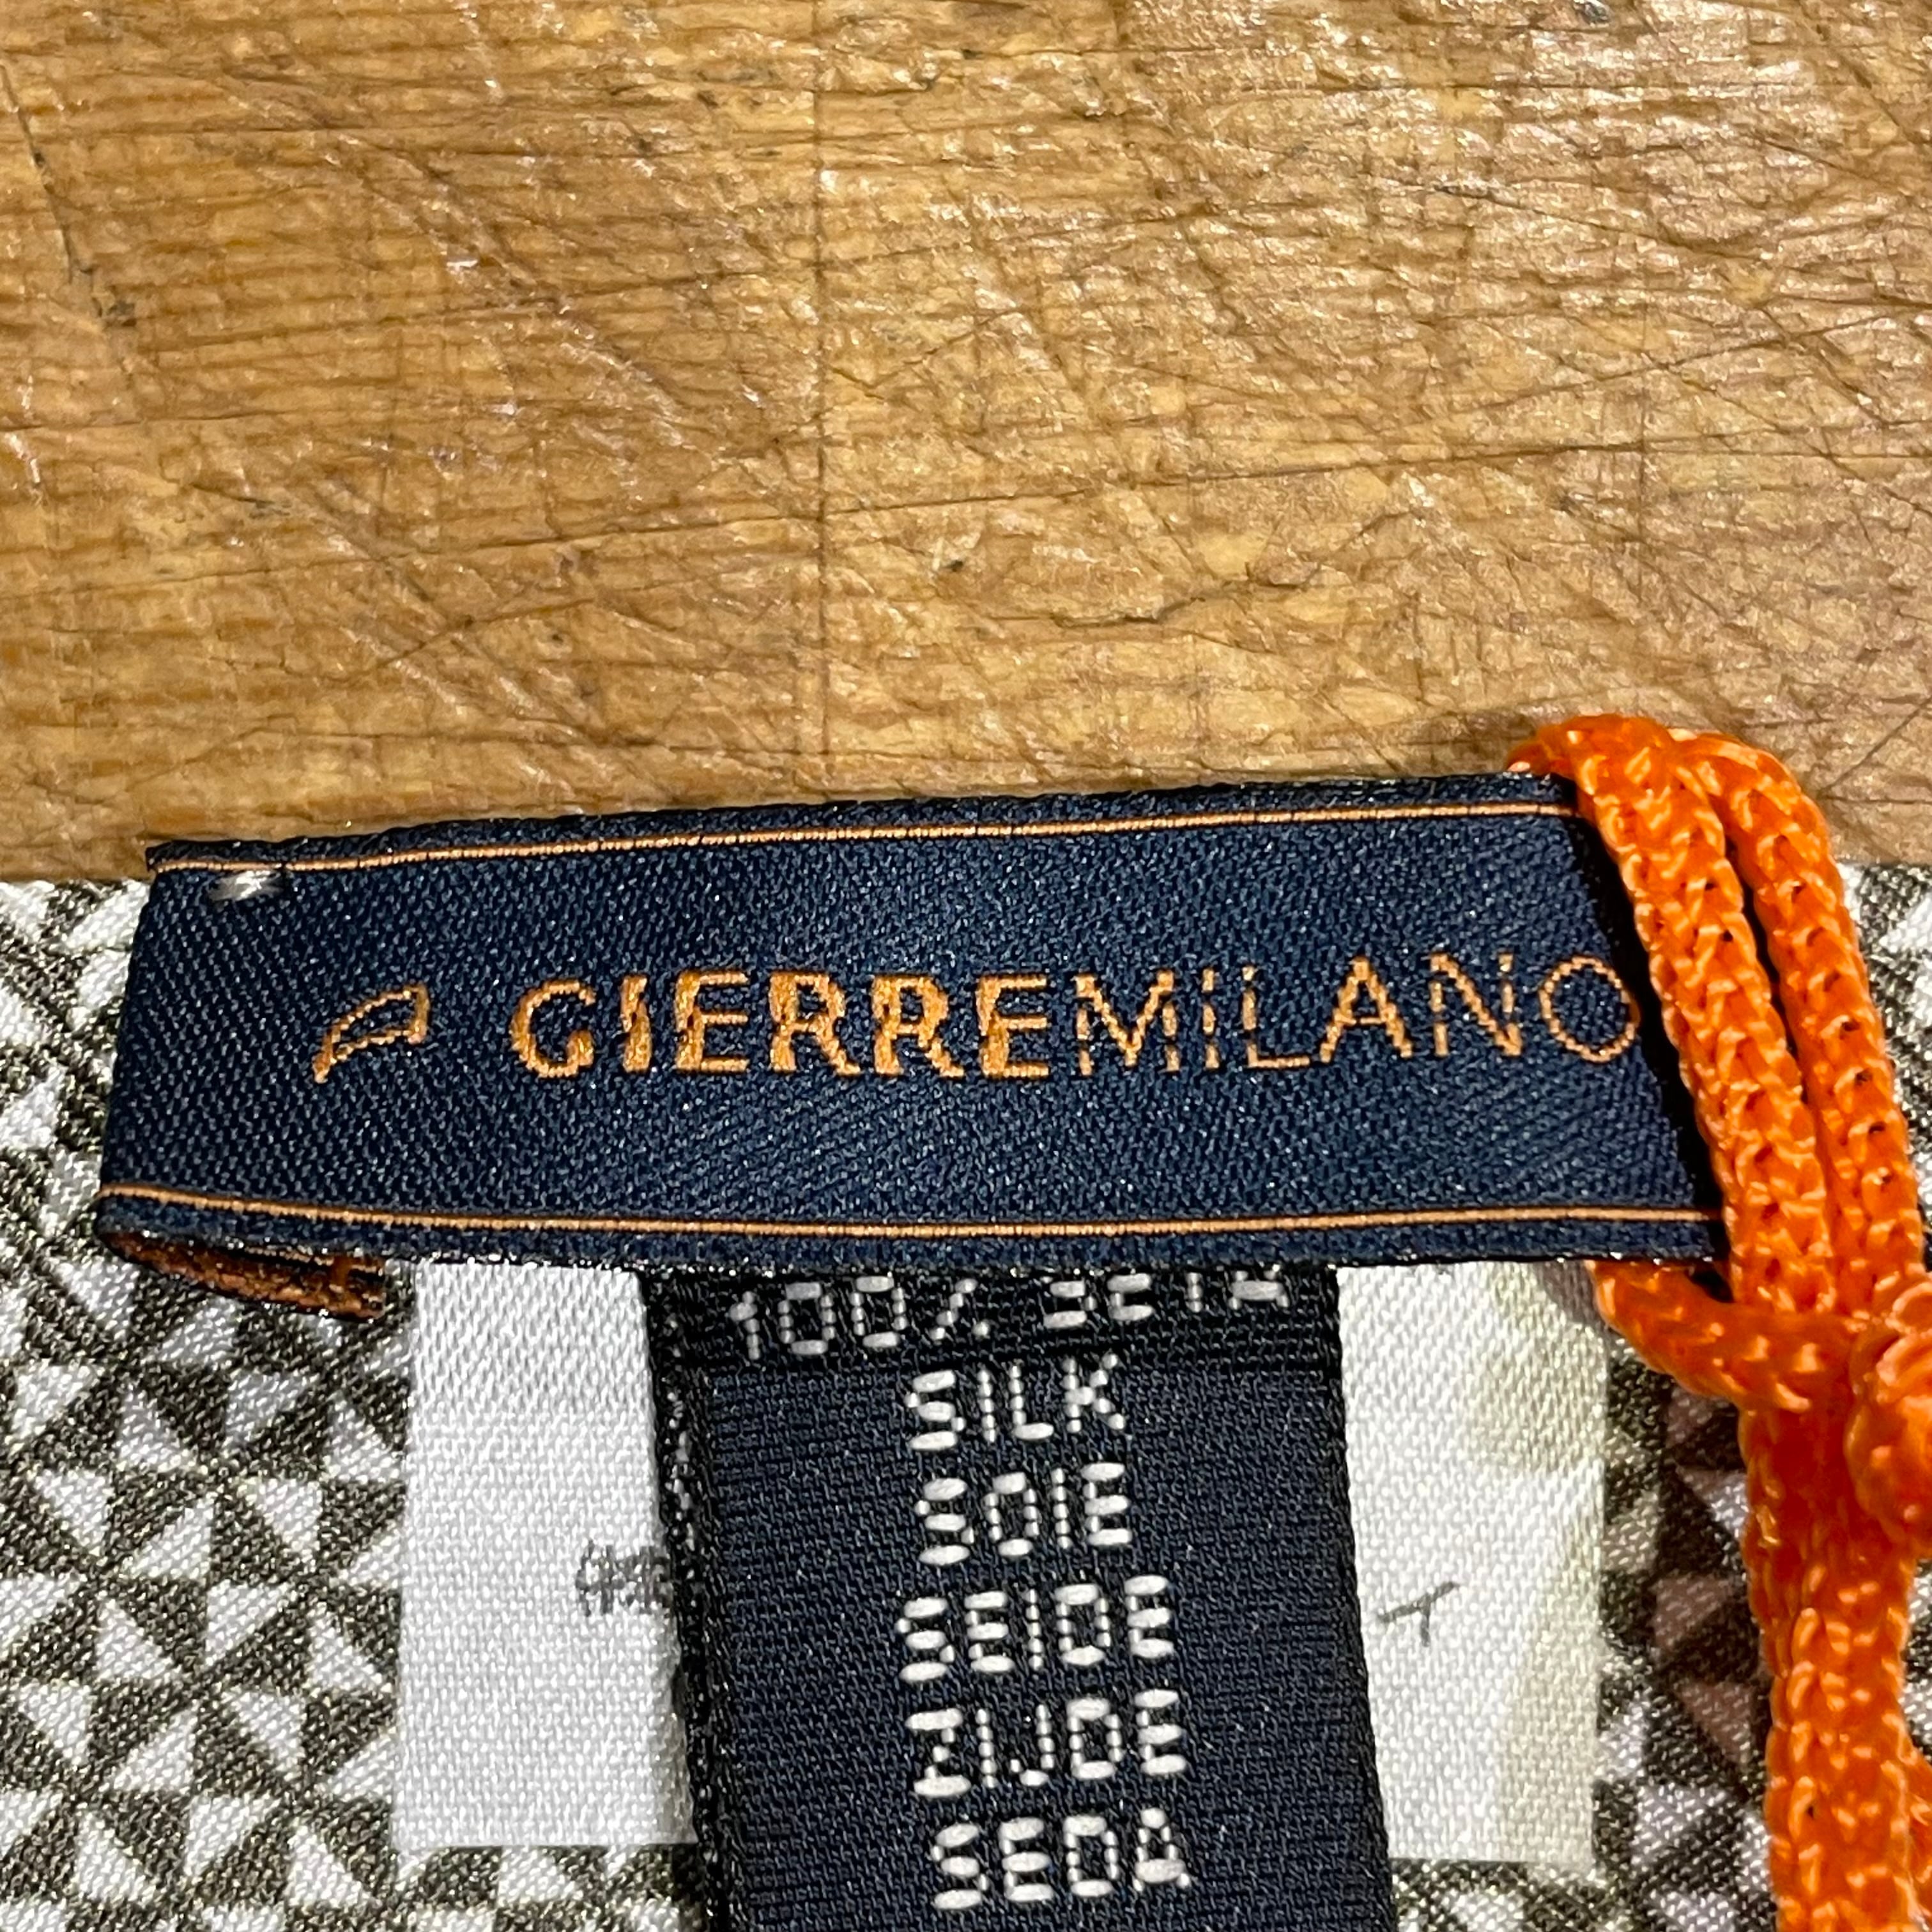 GIERREMILANO
100% SETA
SILK
SOIE
SEIDE
ZIJDE
SEDA